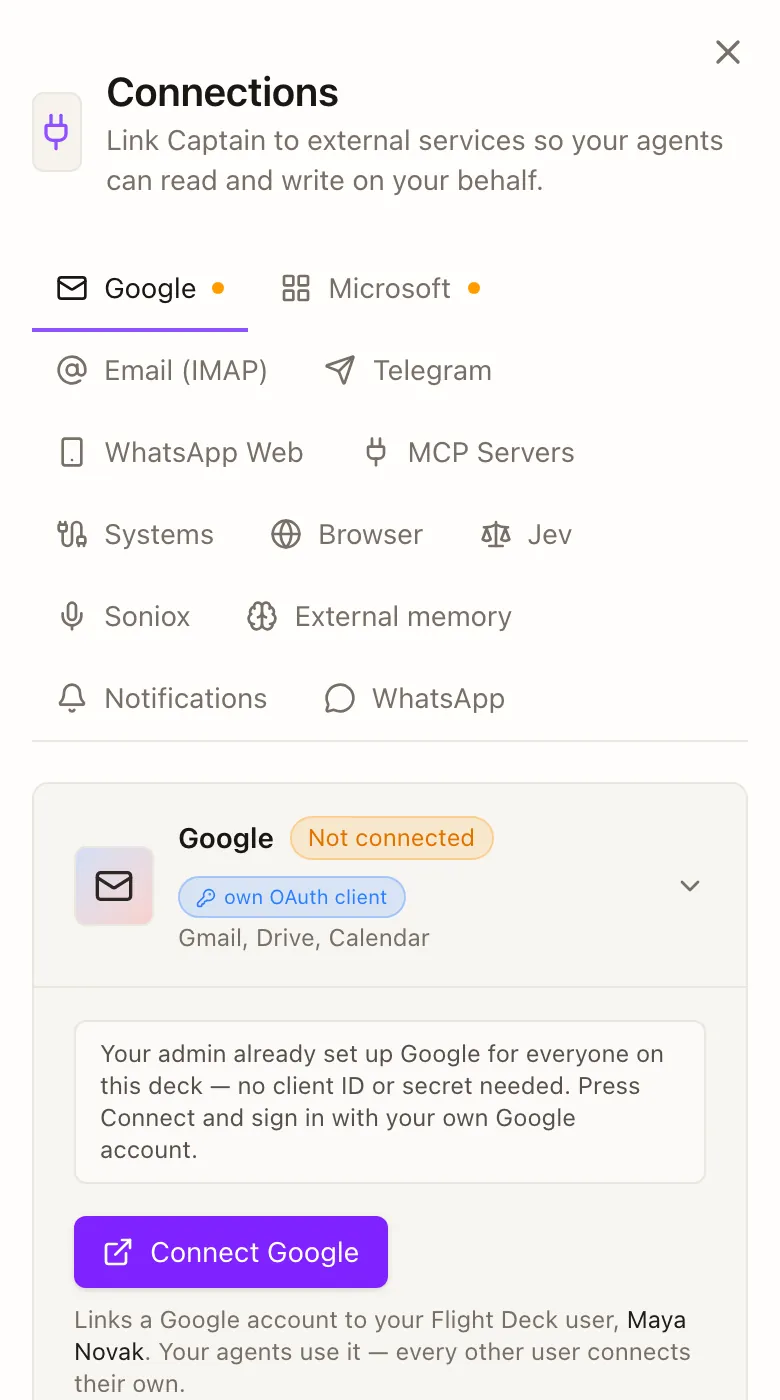 Connections
Link Captain to external services so your agents
can read and write on your behalf.
Google
Microsoft
Email (IMAP)
Telegram
WhatsApp Web
MCP Servers
Systems
Browser
Jev
Soniox
External memory
Notifications
WhatsApp
Google
Not connected
own OAuth client
Gmail, Drive, Calendar
Your admin already set up Google for everyone on
this deck — no client ID or secret needed. Press
Connect and sign in with your own Google
account.
Connect Google
Links a Google account to your Flight Deck user, Maya
Novak. Your agents use it — every other user connects
their own.